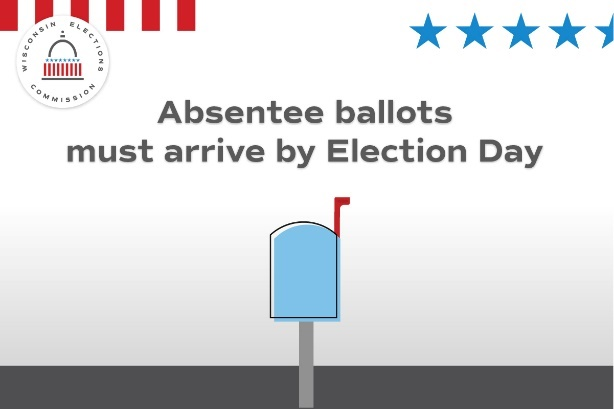 WISCONSIN ELECTIONS
COMMISSION
Absentee ballots
must arrive by Election Day